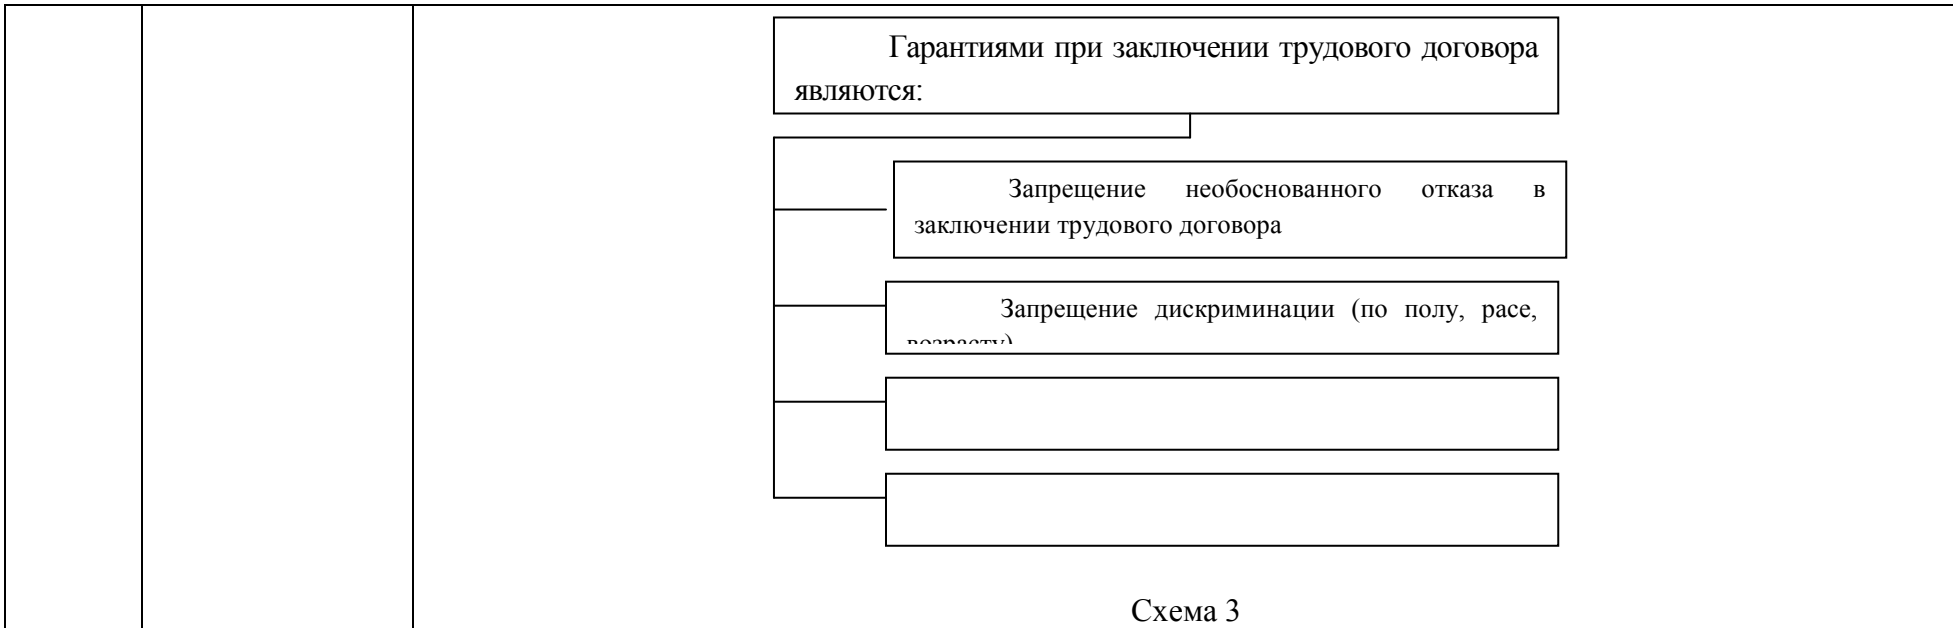 Гарантиями при заключении трудового договора
являются:
Запрещение необоснованного отказа в
заключении трудового договора
Запрещение дискриминации (по полу, расе,
возрасту)
Схема 3